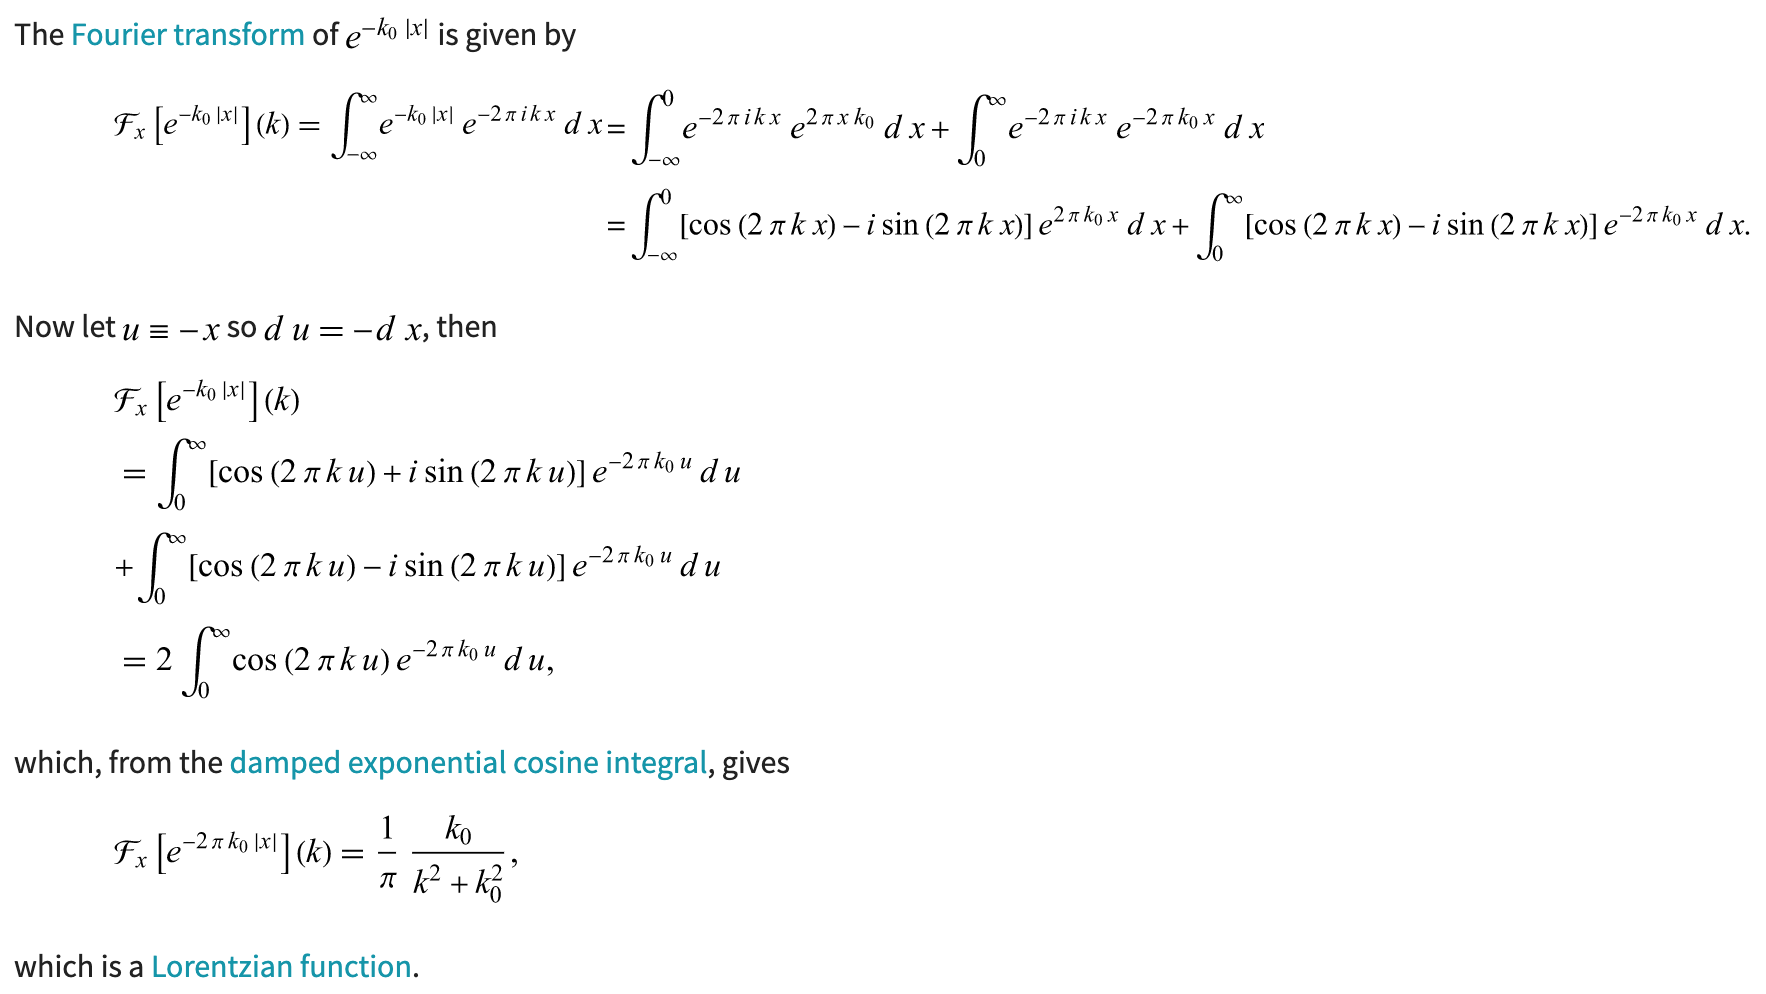 The Fourier transform of $e^{-k_0 |x|}$ is given by
$\mathcal{F}_x \left[e^{-k_0 |x|}\right](k) = \int_{-\infty}^{\infty} e^{-k_0 |x|} e^{-2 \pi i k x} \, d x = \int_{-\infty}^{0} e^{-2 \pi i k x} e^{2 \pi x k_0} \, d x + \int_{0}^{\infty} e^{-2 \pi i k x} e^{-2 \pi k_0 x} \, d x$
$= \int_{-\infty}^{0} [\cos (2 \pi k x) - i \sin (2 \pi k x)] e^{2 \pi k_0 x} \, d x + \int_{0}^{\infty} [\cos (2 \pi k x) - i \sin (2 \pi k x)] e^{-2 \pi k_0 x} \, d x.$
Now let $u \equiv -x$ so $d u = -d x$, then
$\mathcal{F}_x \left[e^{-k_0 |x|}\right](k)$
$= \int_{0}^{\infty} [\cos (2 \pi k u) + i \sin (2 \pi k u)] e^{-2 \pi k_0 u} \, d u$
$+ \int_{0}^{\infty} [\cos (2 \pi k u) - i \sin (2 \pi k u)] e^{-2 \pi k_0 u} \, d u$
$= 2 \int_{0}^{\infty} \cos (2 \pi k u) e^{-2 \pi k_0 u} \, d u,$
which, from the damped exponential cosine integral, gives
$\mathcal{F}_x \left[e^{-2 \pi k_0 |x|}\right](k) = \frac{1}{\pi} \frac{k_0}{k^2 + k_0^2},$
which is a Lorentzian function.